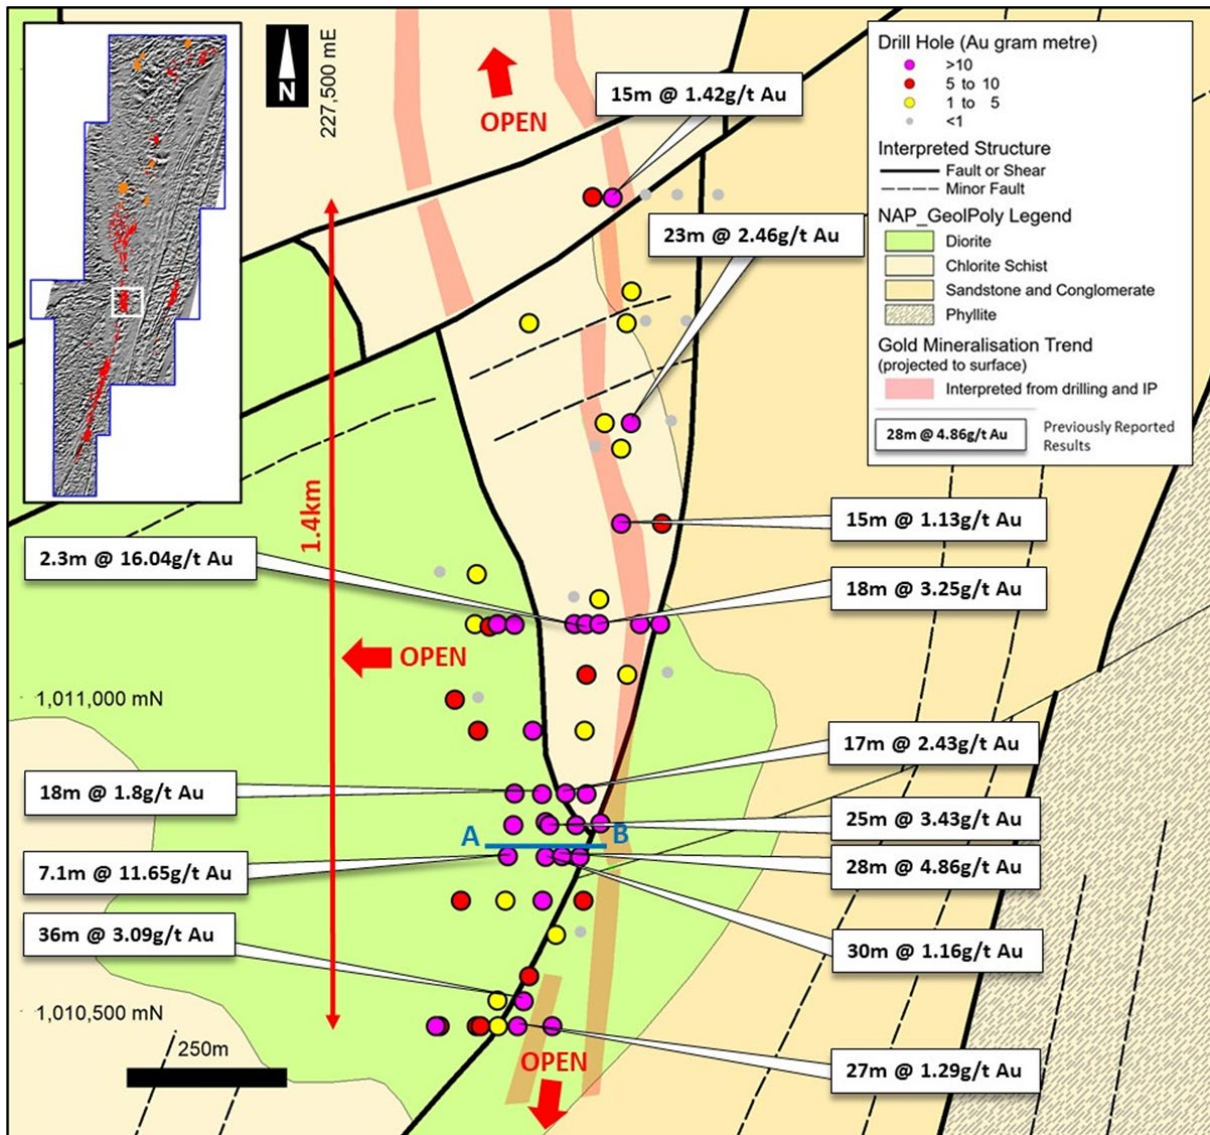 N
227,500 mE
OPEN
15m @ 1.42g/t Au
23m @ 2.46g/t Au
Drill Hole (Au gram metre)
>10
5 to 10
1 to 5
<1
Interpreted Structure
Fault or Shear
Minor Fault
NAP_GeolPoly Legend
Diorite
Chlorite Schist
Sandstone and Conglomerate
Phyllite
Gold Mineralisation Trend
(projected to surface)
Interpreted from drilling and IP
28m @ 4.86g/t Au
Previously Reported
Results
1.4km
15m @ 1.13g/t Au
2.3m @ 16.04g/t Au
18m @ 3.25g/t Au
OPEN
1,011,000 mN
17m @ 2.43g/t Au
18m @ 1.8g/t Au
25m @ 3.43g/t Au
A B
28m @ 4.86g/t Au
7.1m @ 11.65g/t Au
36m @ 3.09g/t Au
30m @ 1.16g/t Au
1,010,500 mN
250m
OPEN
27m @ 1.29g/t Au